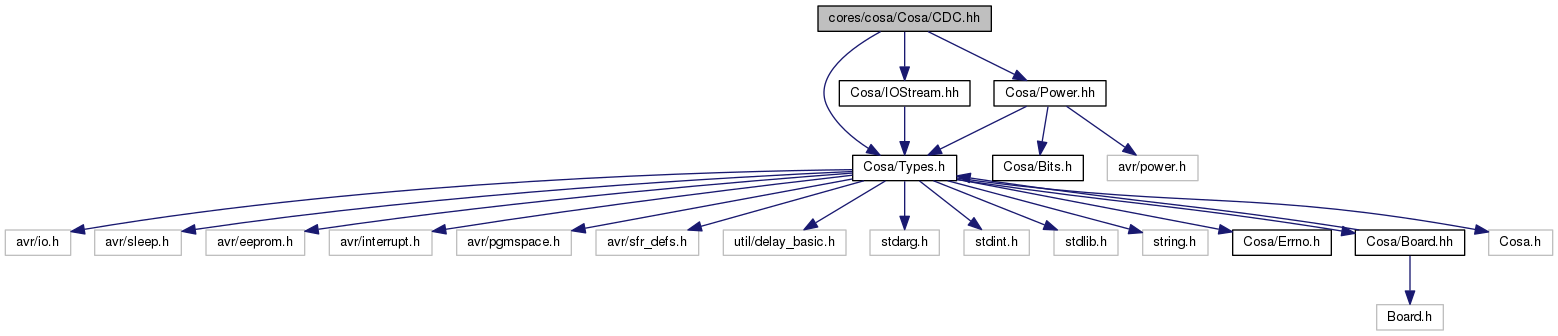 cores/cosa/Cosa/CDC.hh
Cosa/IOStream.hh
Cosa/Power.hh
Cosa/Types.h
Cosa/Bits.h
avr/power.h
avr/io.h
avr/sleep.h
avr/eeprom.h
avr/interrupt.h
avr/pgmspace.h
avr/sfr_defs.h
util/delay_basic.h
stdarg.h
stdint.h
stdlib.h
string.h
Cosa/Errno.h
Cosa/Board.hh
Cosa.h
Board.h